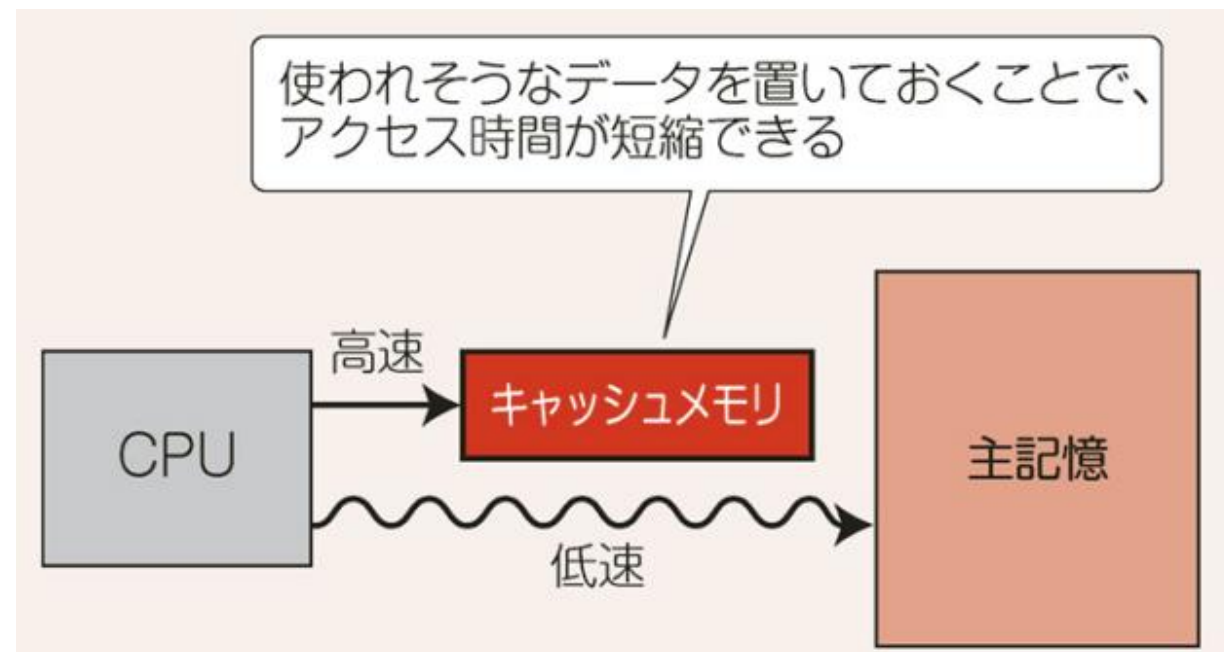 使われそうなデータを置いておくことで、
アクセス時間が短縮できる
高速
キャッシュメモリ
CPU
主記憶
低速